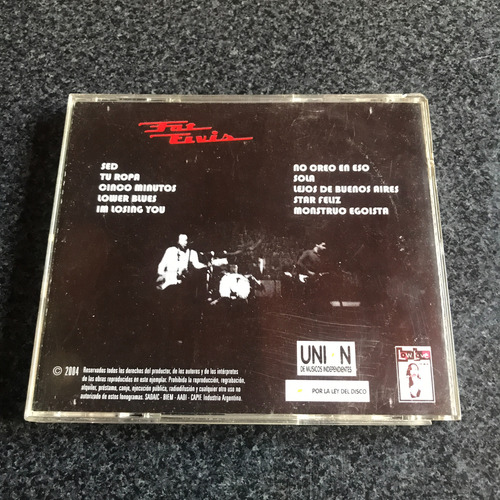 Fat
Elvis
SED
TU ROPA
CINCO MINUTOS
LOWER BLUES
IM LOSING YOU
NO CREO EN ESO
SOLA
LEJOS DE BUENOS AIRES
STAR FELIZ
MONSTRUO EGOISTA
© 2004
Reservados todos los derechos del productor, de los autores y de los intérpretes
de las obras reproducidas en este ejemplar. Prohibida la reproducción, regrabación,
alquiler, préstamo, canje, ejecución pública, radiodifusión y cualquier otro uso no
autorizado de estos fonogramas. SADAIC - BIEM - AADI - CAPIF. Industria Argentina.
UNION
DE MUSICOS INDEPENDIENTES
POR LA LEY DEL DISCO